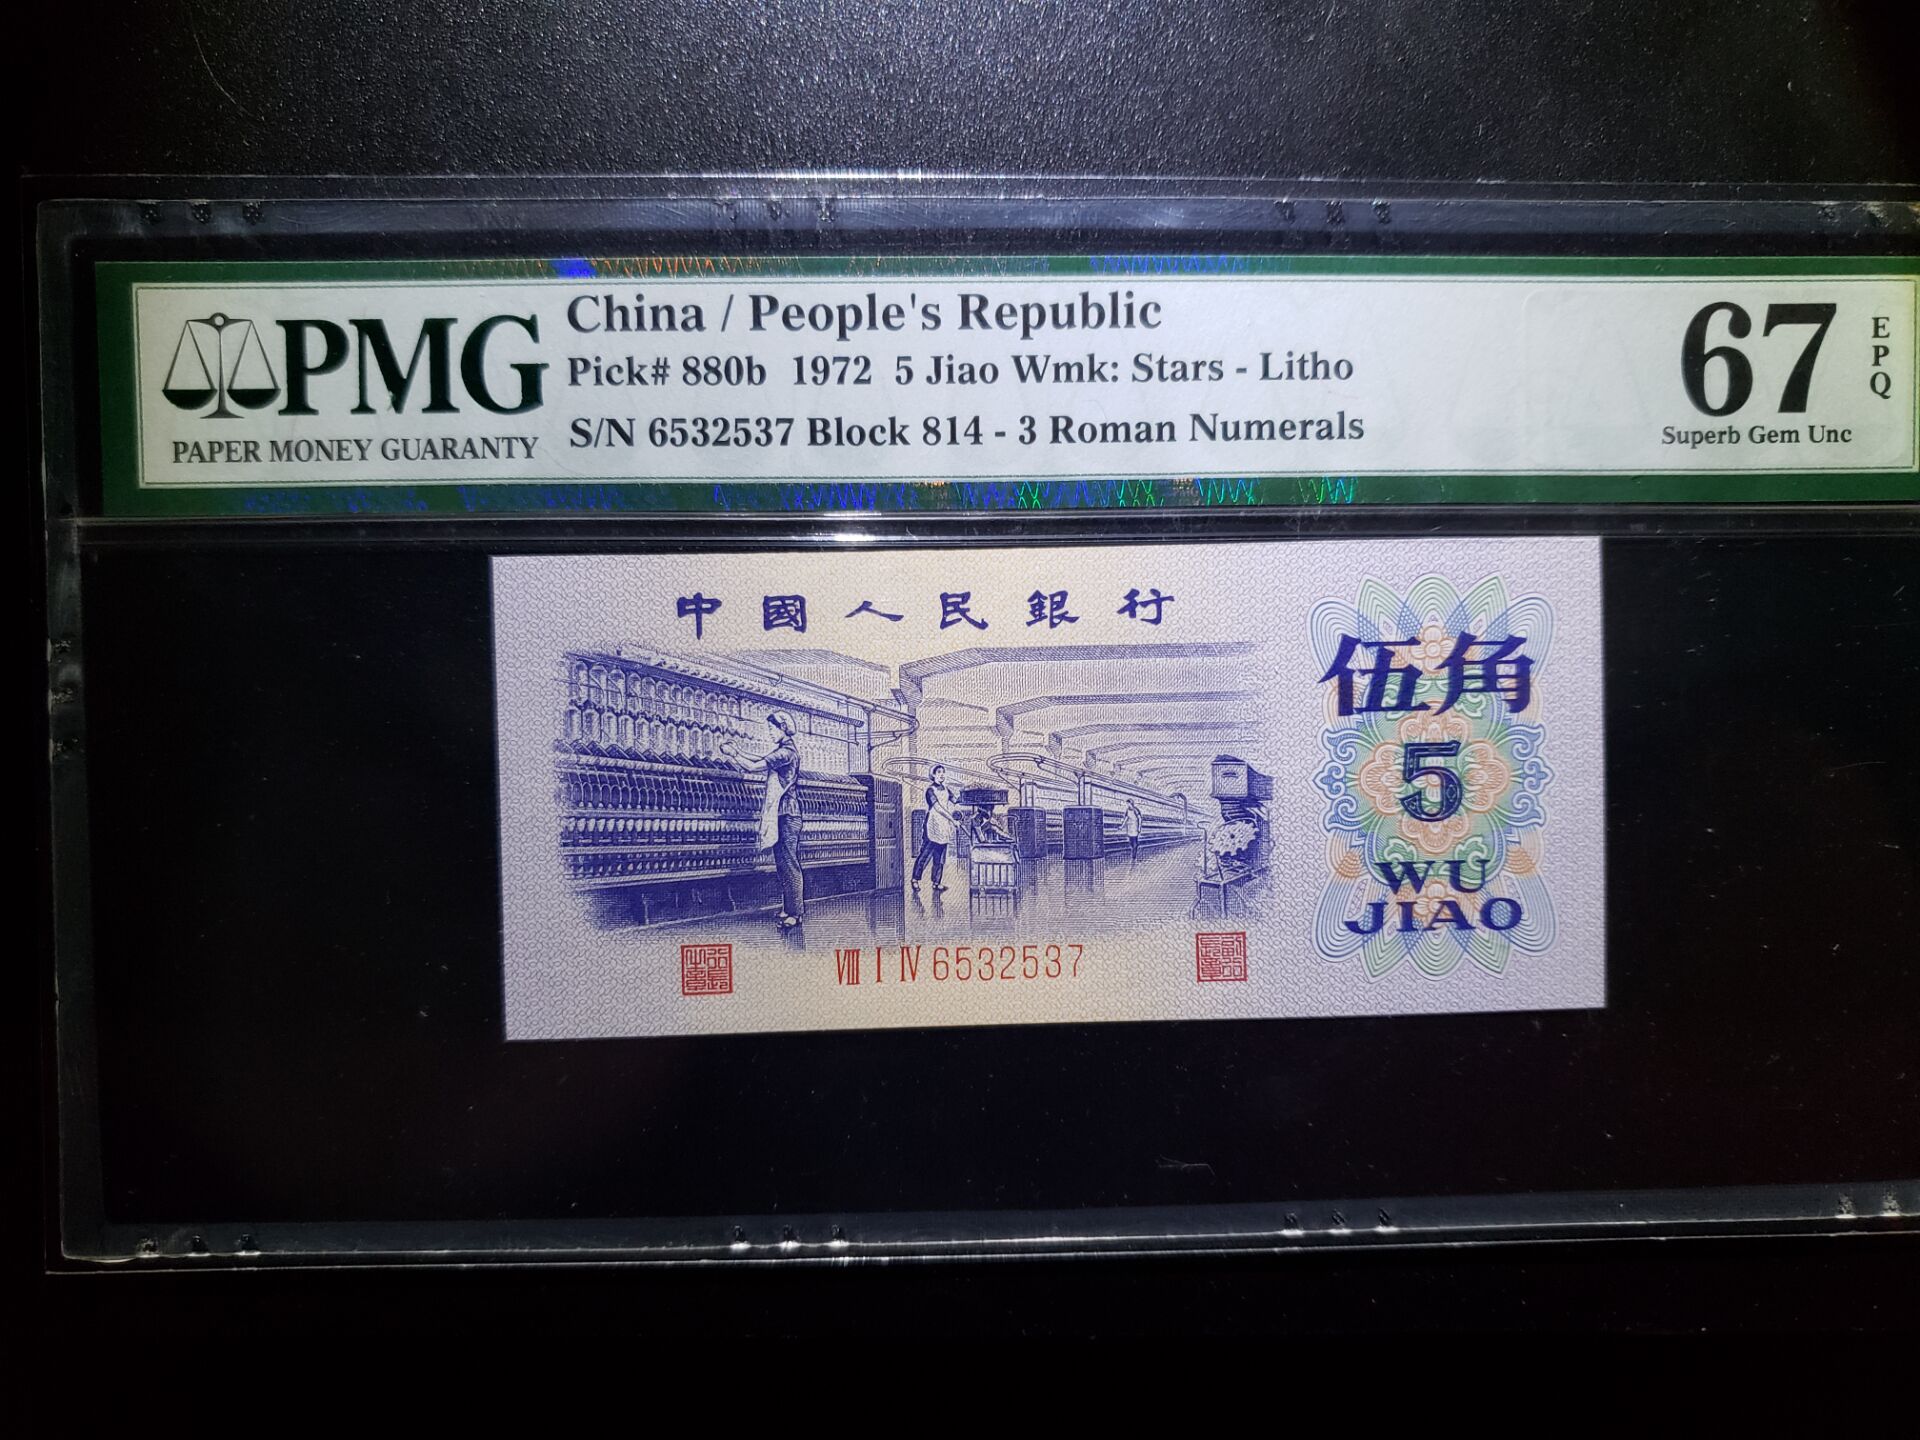 PMG
PAPER MONEY GUARANTY
China / People's Republic
Pick# 880b 1972 5 Jiao Wmk: Stars - Litho
S/N 6532537 Block 814 - 3 Roman Numerals
67
EPQ
Superb Gem Unc
中國人民銀行
伍角
5
WU
JIAO
VIII I IV 6532537